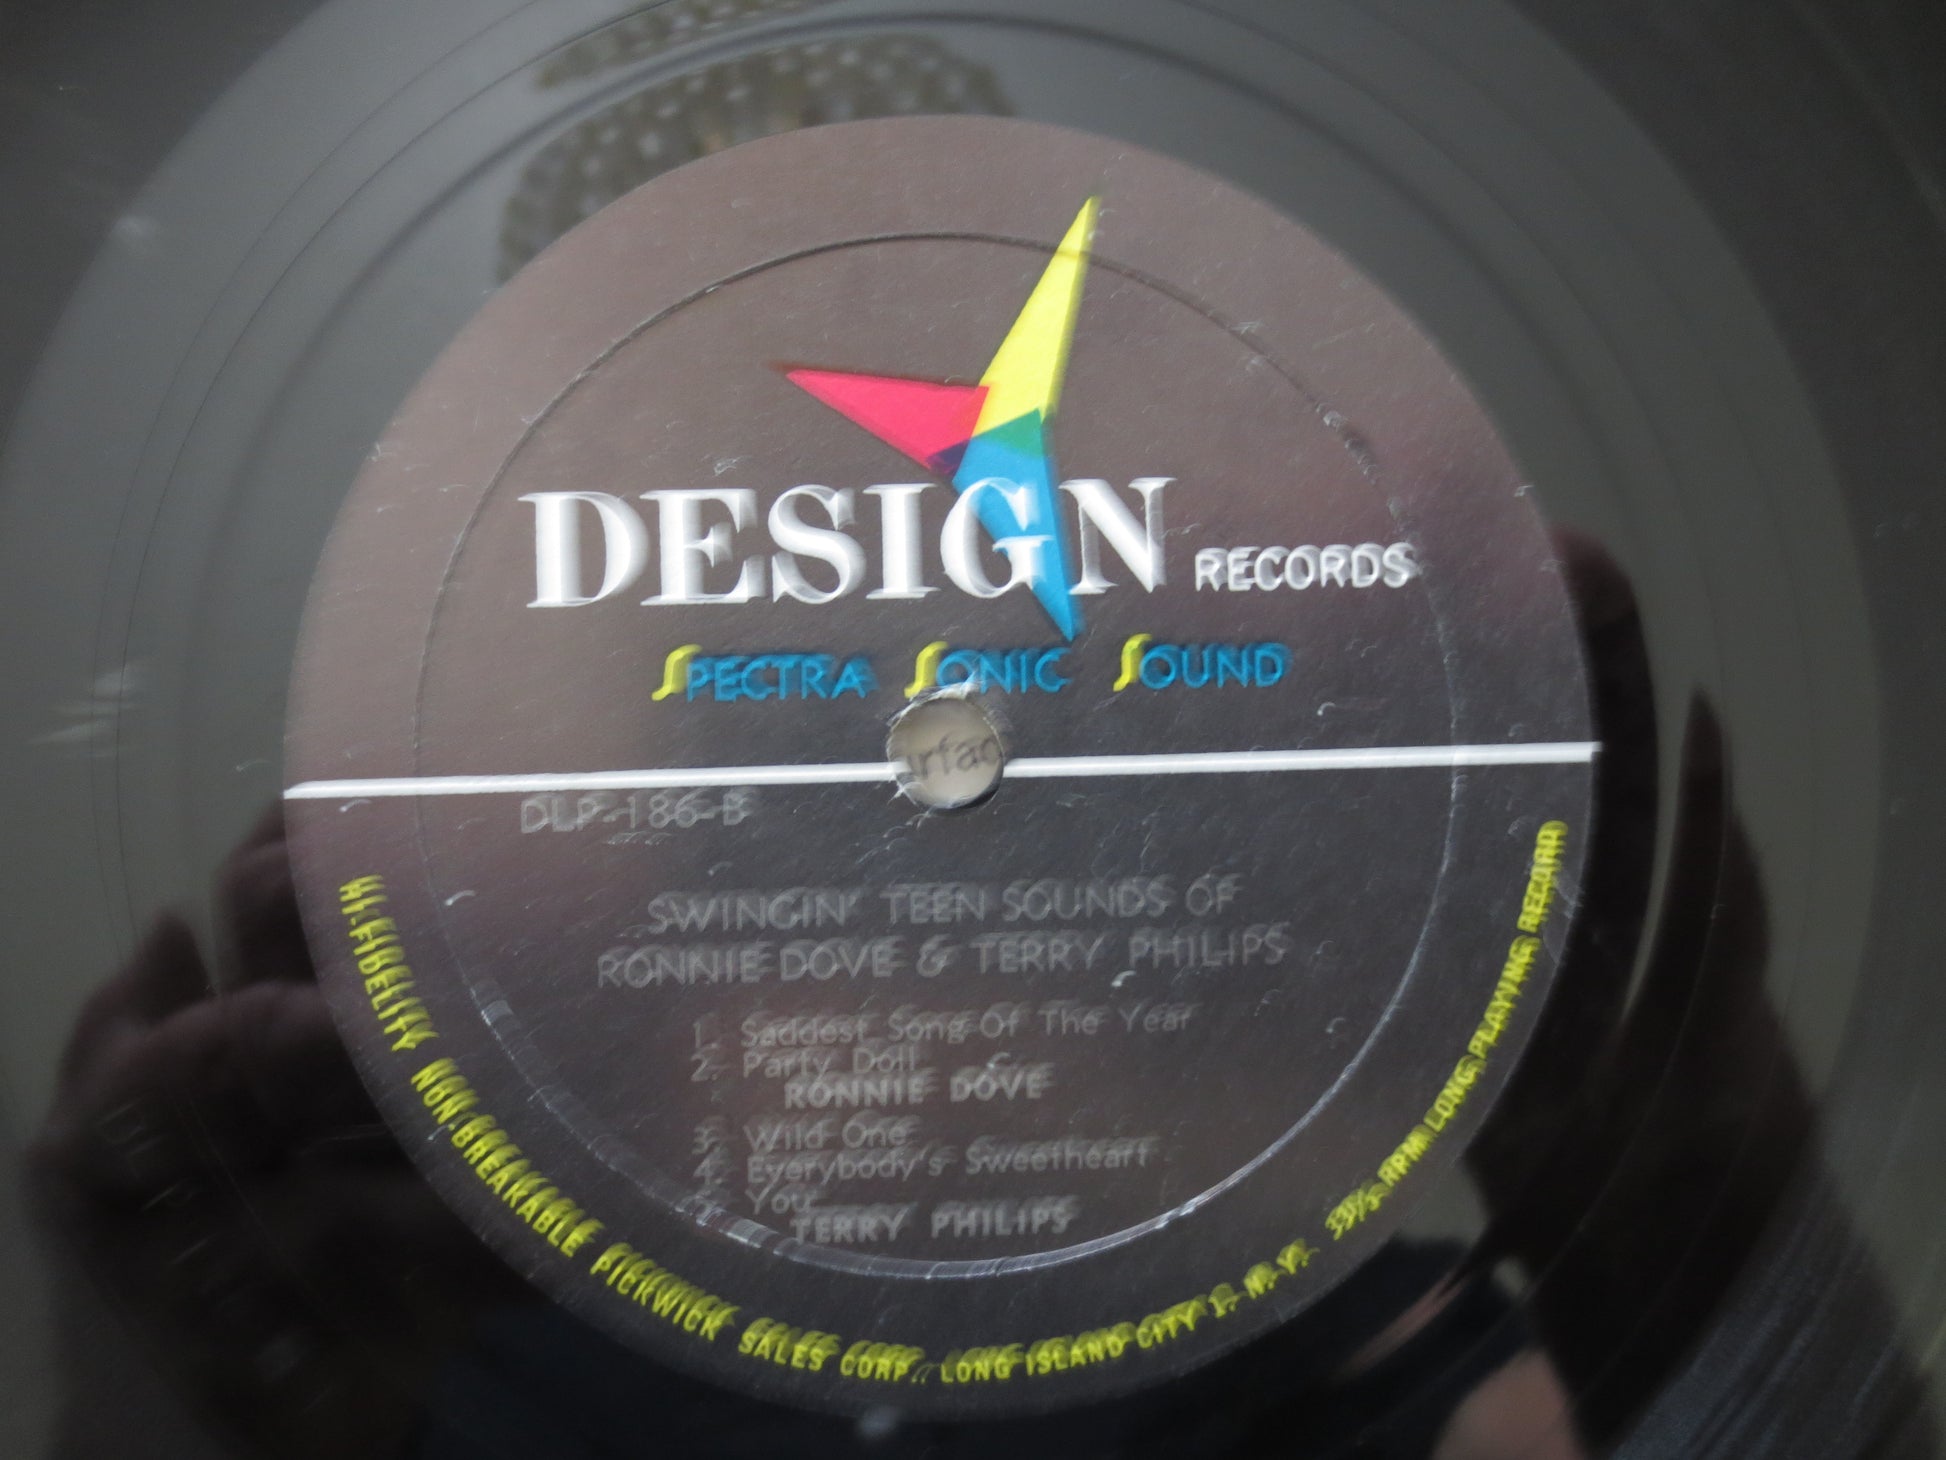 DESIGN RECORDS
SPECTRA SONIC SOUND
DLP-186-B
SWINGIN' TEEN SOUNDS OF
RONNIE DOVE & TERRY PHILIPS
1. Saddest Song Of The Year
2. Party Doll
RONNIE DOVE
3. Wild One
4. Everybody's Sweetheart
5. You
TERRY PHILIPS
HI-FIDELITY NON-BREAKABLE PICKWICK SALES CORP., LONG ISLAND CITY 1, N. Y. 33⅓ RPM LONG PLAYING RECORD